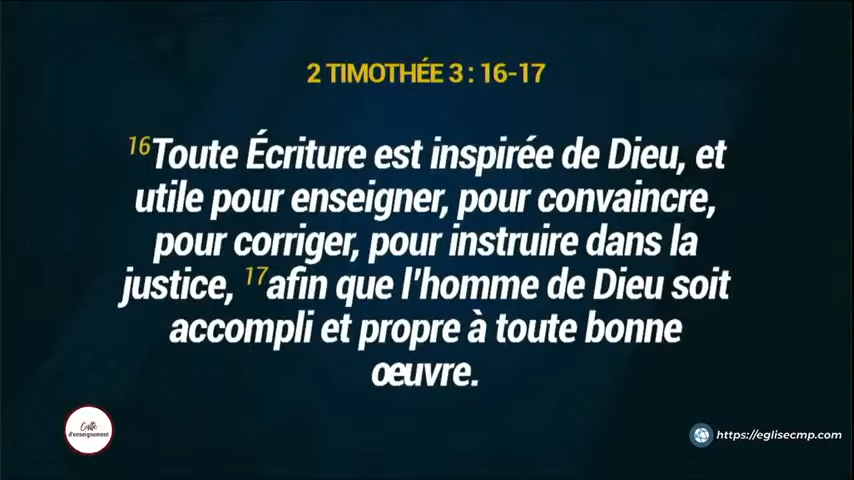 2 TIMOTHÉE 3 : 16-17
16Toute Écriture est inspirée de Dieu, et
utile pour enseigner, pour convaincre,
pour corriger, pour instruire dans la
justice, 17afin que l'homme de Dieu soit
accompli et propre à toute bonne
œuvre.
Culte
d'enseignement
https://eglisecmp.com